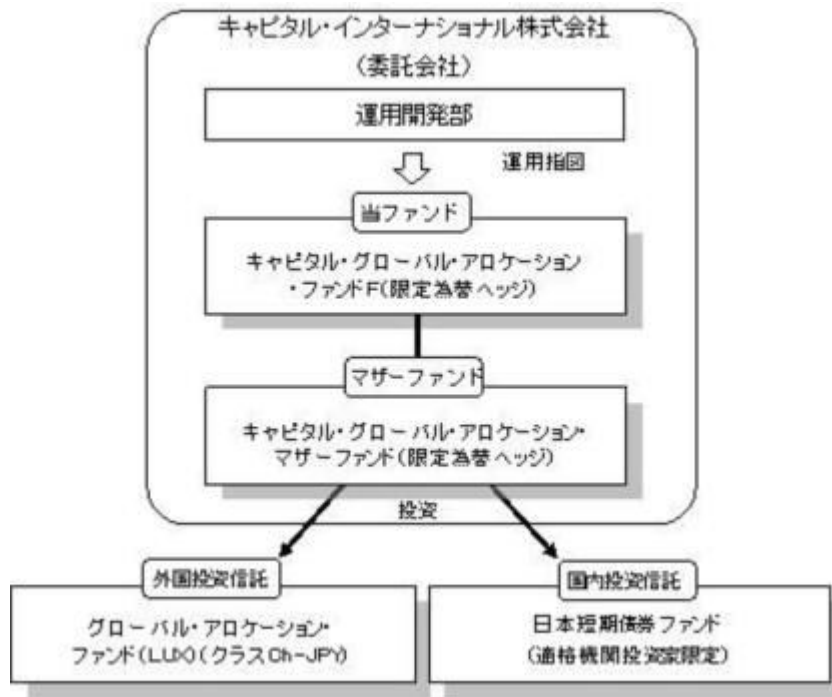 キャピタル・インターナショナル株式会社
（委託会社）
運用開発部
運用指図
当ファンド
キャピタル・グローバル・アロケーション
・ファンドF（限定為替ヘッジ）
マザーファンド
キャピタル・グローバル・アロケーション・
マザーファンド（限定為替ヘッジ）
投資
外国投資信託
グローバル・アロケーション・
ファンド（LUX）（クラスCh-JPY）
国内投資信託
日本短期債券ファンド
（適格機関投資家限定）